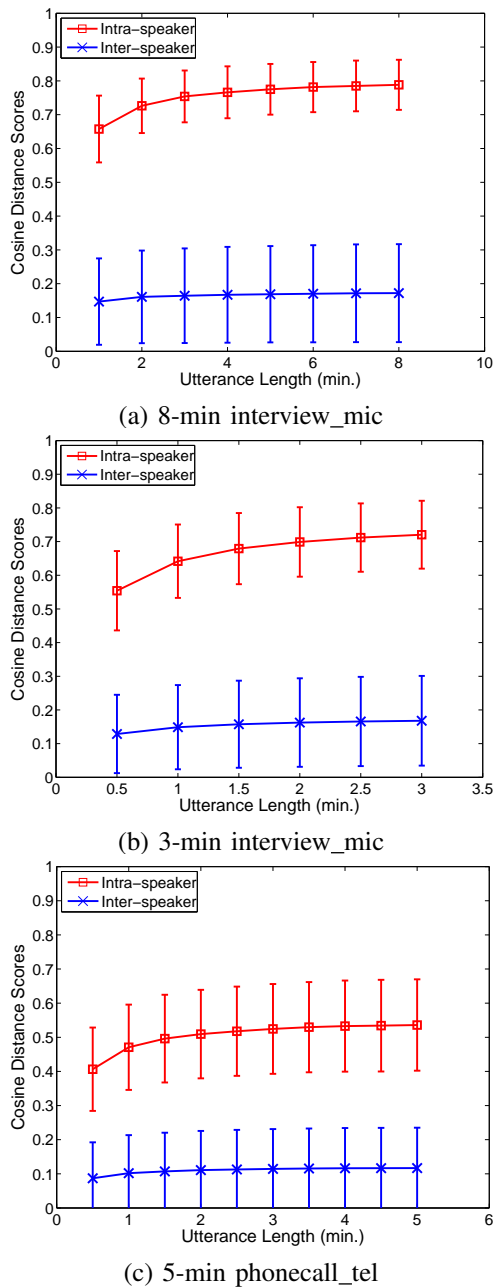 1
Intra−speaker
Inter−speaker
0.9
0.8
0.7
0.6
0.5
0.4
0.3
0.2
0.1
0
Cosine Distance Scores
0 2 4 6 8 10
Utterance Length (min.)
(a) 8-min interview_mic
1
Intra−speaker
Inter−speaker
0.9
0.8
0.7
0.6
0.5
0.4
0.3
0.2
0.1
0
Cosine Distance Scores
0.5 1 1.5 2 2.5 3 3.5
Utterance Length (min.)
(b) 3-min interview_mic
1
Intra−speaker
Inter−speaker
0.9
0.8
0.7
0.6
0.5
0.4
0.3
0.2
0.1
0
Cosine Distance Scores
0 1 2 3 4 5 6
Utterance Length (min.)
(c) 5-min phonecall_tel